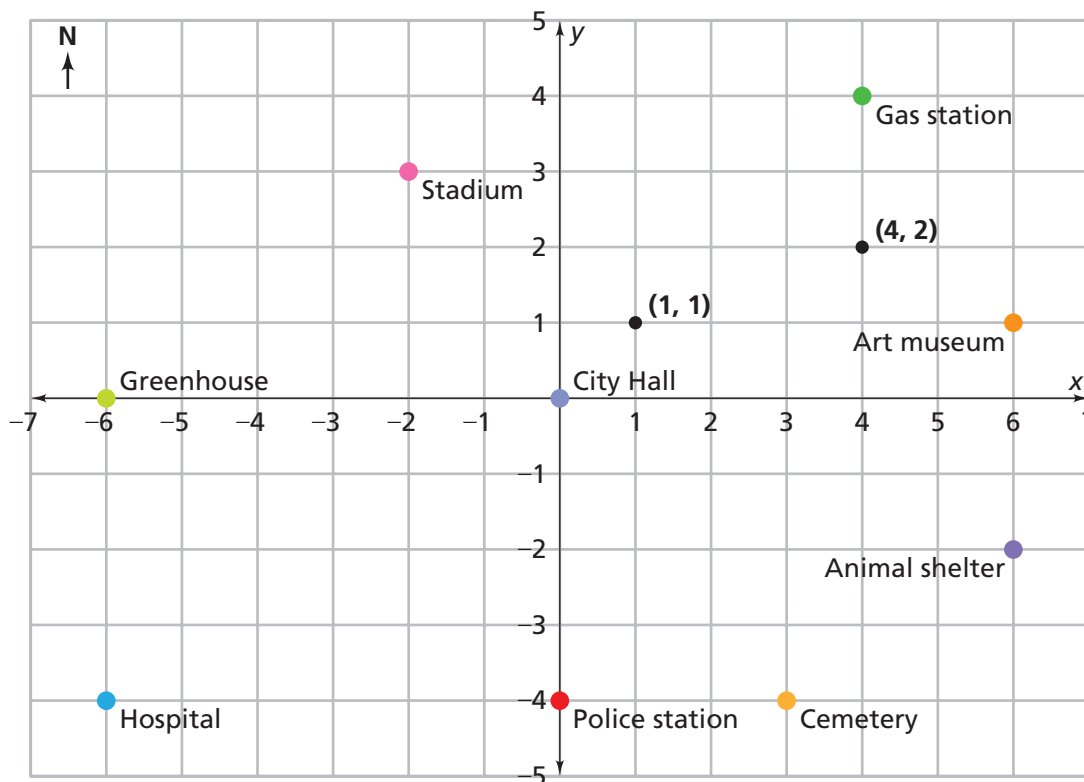 5
y
N
4
Gas station
3
Stadium
2
(4, 2)
1
(1, 1)
Art museum
Greenhouse
City Hall
x
−7 −6 −5 −4 −3 −2 −1 1 2 3 4 5 6
−1
−2
Animal shelter
−3
−4
Hospital
Police station
Cemetery
−5